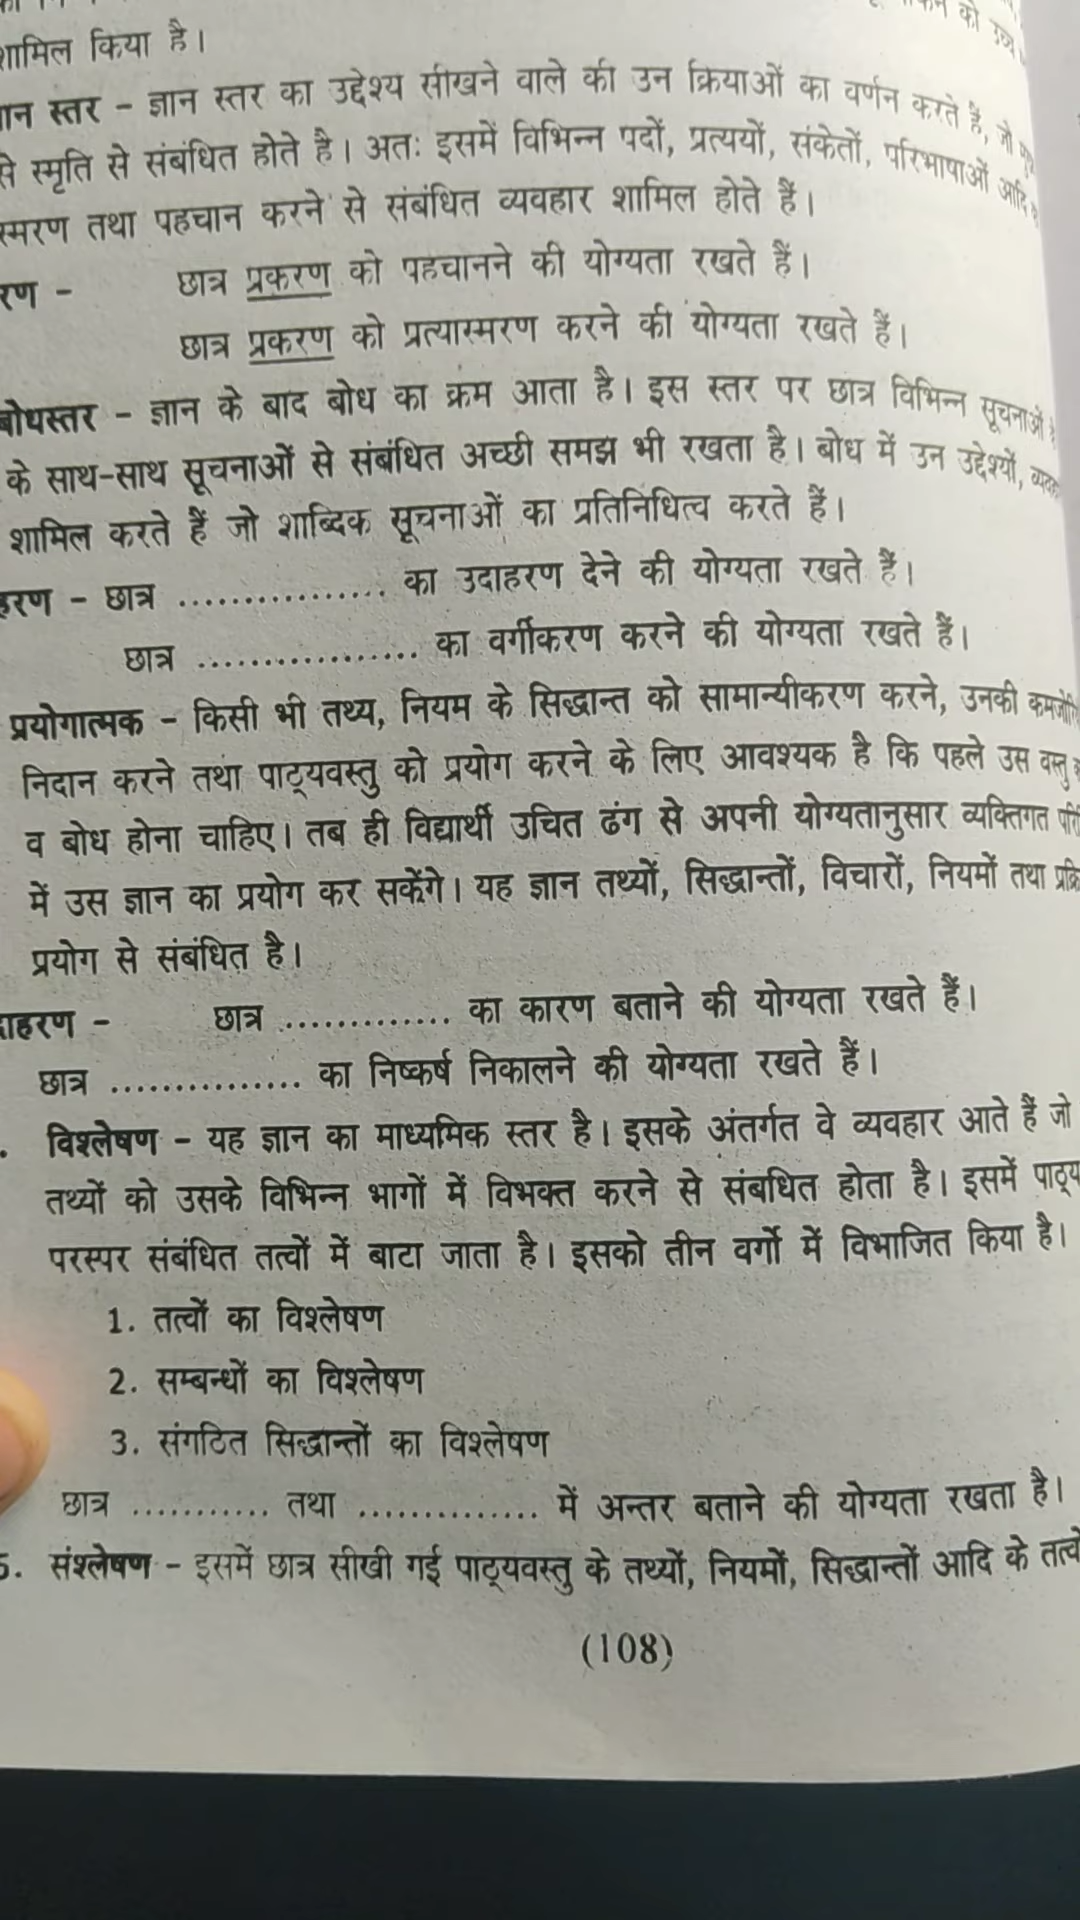 शामिल किया है।
स्तर – ज्ञान स्तर का उद्देश्य सीखने वाले की उन क्रियाओं का वर्णन करते है, जो
से स्मृति से संबंधित होते है। अतः इसमें विभिन्न पदों, प्रत्ययों, संकेतों, परिभाषाओं आदि
स्मरण तथा पहचान करने से संबंधित व्यवहार शामिल होते हैं।
रण – छात्र प्रकरण को पहचानने की योग्यता रखते हैं।
छात्र प्रकरण को प्रत्यास्मरण करने की योग्यता रखते हैं।
बोधस्तर – ज्ञान के बाद बोध का क्रम आता है। इस स्तर पर छात्र विभिन्न सूचनाओं
के साथ-साथ सूचनाओं से संबंधित अच्छी समझ भी रखता है। बोध में उन उद्देश्यों,
शामिल करते हैं जो शाब्दिक सूचनाओं का प्रतिनिधित्व करते हैं।
हरण – छात्र ................ का उदाहरण देने की योग्यता रखते हैं।
छात्र ................. का वर्गीकरण करने की योग्यता रखते हैं।
प्रयोगात्मक – किसी भी तथ्य, नियम के सिद्धान्त को सामान्यीकरण करने, उनकी
निदान करने तथा पाट्यवस्तु को प्रयोग करने के लिए आवश्यक है कि पहले उस वस्तु
व बोध होना चाहिए। तब ही विद्यार्थी उचित ढंग से अपनी योग्यतानुसार व्यक्तिगत
में उस ज्ञान का प्रयोग कर सकेंगे। यह ज्ञान तथ्यों, सिद्धान्तों, विचारों, नियमों तथा
प्रयोग से संबंधित है।
ाहरण – छात्र ............. का कारण बताने की योग्यता रखते हैं।
छात्र ............... का निष्कर्ष निकालने की योग्यता रखते हैं।
विश्लेषण – यह ज्ञान का माध्यमिक स्तर है। इसके अंतर्गत वे व्यवहार आते हैं जो
तथ्यों को उसके विभिन्न भागों में विभक्त करने से संबधित होता है। इसमें पाठ्य
परस्पर संबंधित तत्वों में बाटा जाता है। इसको तीन वर्गो में विभाजित किया है।
1. तत्वों का विश्लेषण
2. सम्बन्धों का विश्लेषण
3. संगटित सिद्धान्तों का विश्लेषण
छात्र ........... तथा .............. में अन्तर बताने की योग्यता रखता है।
5. संश्लेषण – इसमें छात्र सीखी गई पाट्यवस्तु के तथ्यों, नियमों, सिद्धान्तों आदि के
(108)